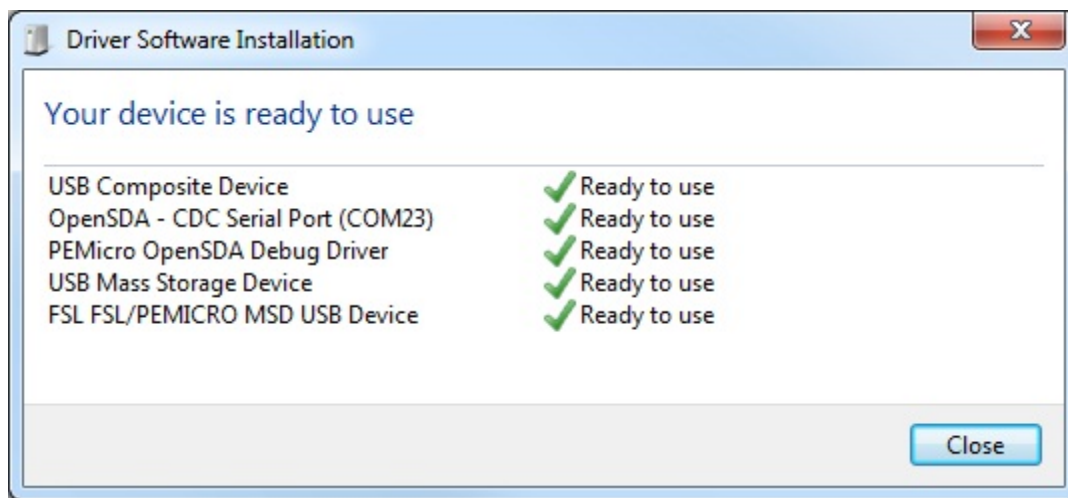 Driver Software Installation
Your device is ready to use
USB Composite Device Ready to use
OpenSDA - CDC Serial Port (COM23) Ready to use
PEMicro OpenSDA Debug Driver Ready to use
USB Mass Storage Device Ready to use
FSL FSL/PEMICRO MSD USB Device Ready to use
Close